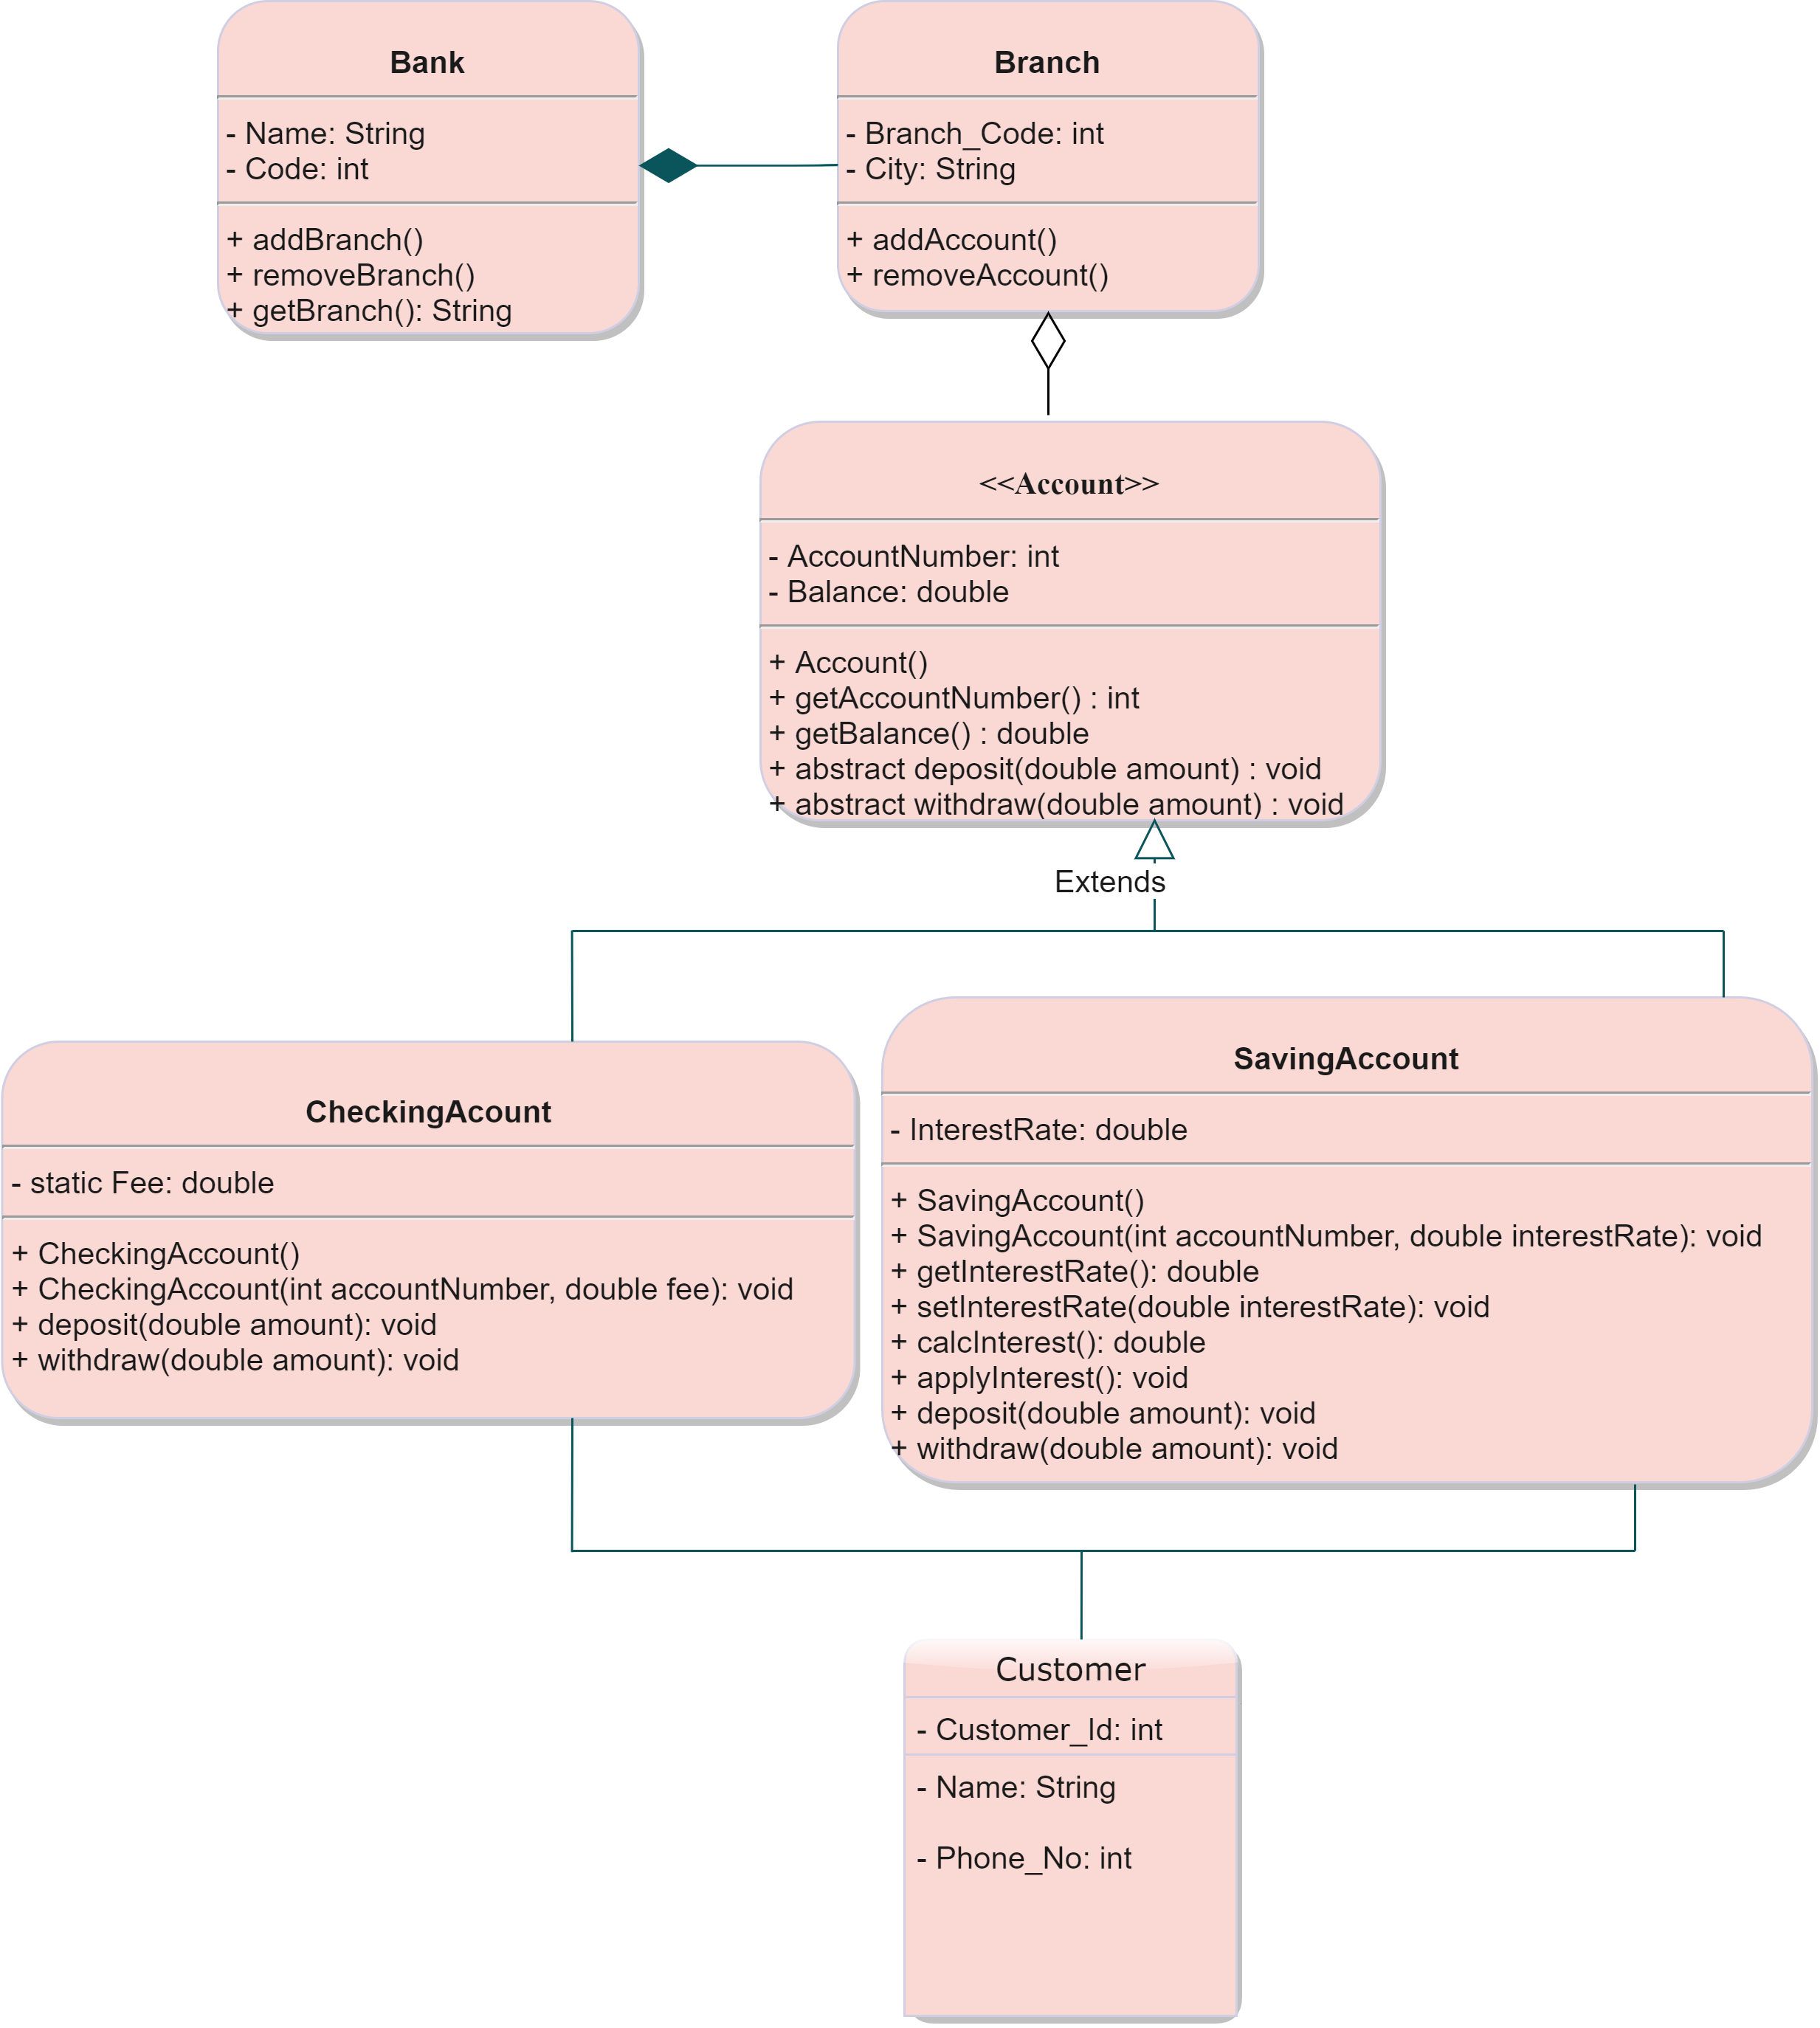 Bank
- Name: String
- Code: int
+ addBranch()
+ removeBranch()
+ getBranch(): String
Branch
- Branch_Code: int
- City: String
+ addAccount()
+ removeAccount()
<<Account>>
- AccountNumber: int
- Balance: double
+ Account()
+ getAccountNumber() : int
+ getBalance() : double
+ abstract deposit(double amount) : void
+ abstract withdraw(double amount) : void
Extends
CheckingAcount
- static Fee: double
+ CheckingAccount()
+ CheckingAccount(int accountNumber, double fee): void
+ deposit(double amount): void
+ withdraw(double amount): void
SavingAccount
- InterestRate: double
+ SavingAccount()
+ SavingAccount(int accountNumber, double interestRate): void
+ getInterestRate(): double
+ setInterestRate(double interestRate): void
+ calcInterest(): double
+ applyInterest(): void
+ deposit(double amount): void
+ withdraw(double amount): void
Customer
- Customer_Id: int
- Name: String
- Phone_No: int